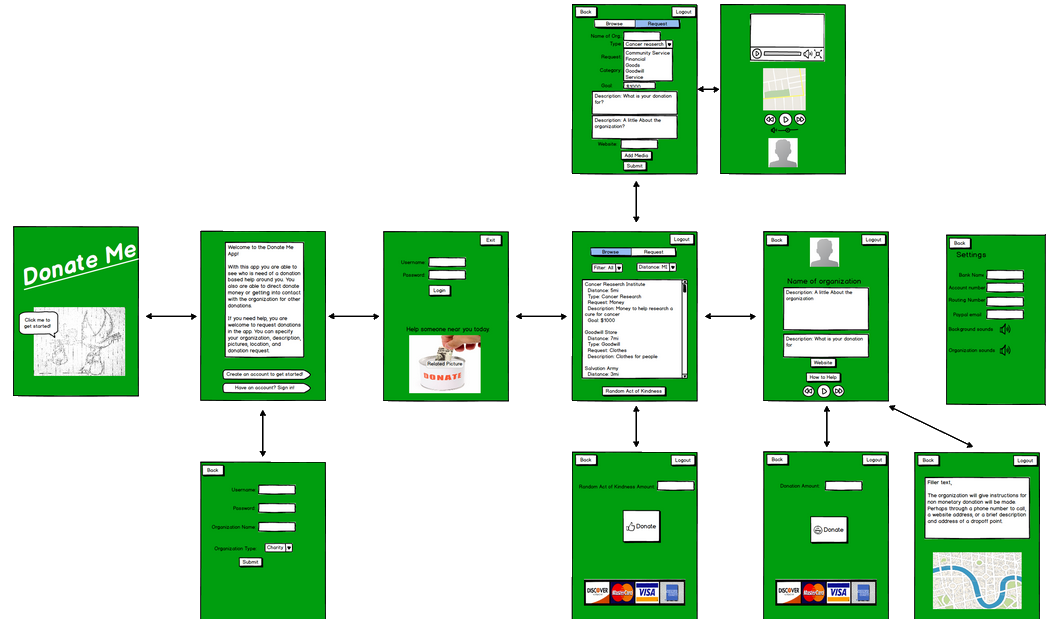 Back
Logout
Browse
Request
Name of Org:
Type:
Cancer reaserch
Request:
Community Service
Financial
Goods
Category:
Goodwill
Service
Goal:
$1000
Description: What is your donation
for?
Description: A little About the
organization?
Website:
Add Media
Submit
Donate Me
Click me to
get started!
Welcome to the Donate Me
App!
With this app you are able to
see who is need of a donation
based help around you. You
also are able to direct donate
money or getting into contact
with the organization for other
donations.
If you need help, you are
welcome to request donations
in the app You can specify
your organization, description,
pictures, location, and
donation request.
Create an account to get started!
Have an account? Sign in!
Exit
Username:
Password:
Login
Help someone near you today
Related Picture
DONATE
Logout
Browse
Request
Filter: All
Distance: MI
Cancer Reaserch Institute
Distance: 5mi
Type: Cancer Research
Request: Money
Description: Money to help research a
cure for cancer
Goal: $1000
Goodwill Store
Distance: 7mi
Type: Goodwill
Request: Clothes
Description: Clothes for people
Salvation Army
Distance: 3mi
Random Act of Kindness
Back
Logout
Name of organization
Description: A little About the
organization
Description: What is your donation
for
Website
How to Help
Back
Settings
Bank Name
Account number
Routing Number
Paypal email
Background sounds
Organization sounds
Back
Username:
Password:
Organization Name:
Organization Type:
Charity
Submit
Back
Logout
Random Act of Kindness Amount:
Donate
DISCOVER
MasterCard
VISA
Back
Logout
Donation Amount:
Donate
DISCOVER
MasterCard
VISA
Back
Logout
Filler text,
The organization will give instructions for
non monetary donation will be made.
Perhaps through a phone number to call,
a website address, or a brief description
and address of a dropoff point.